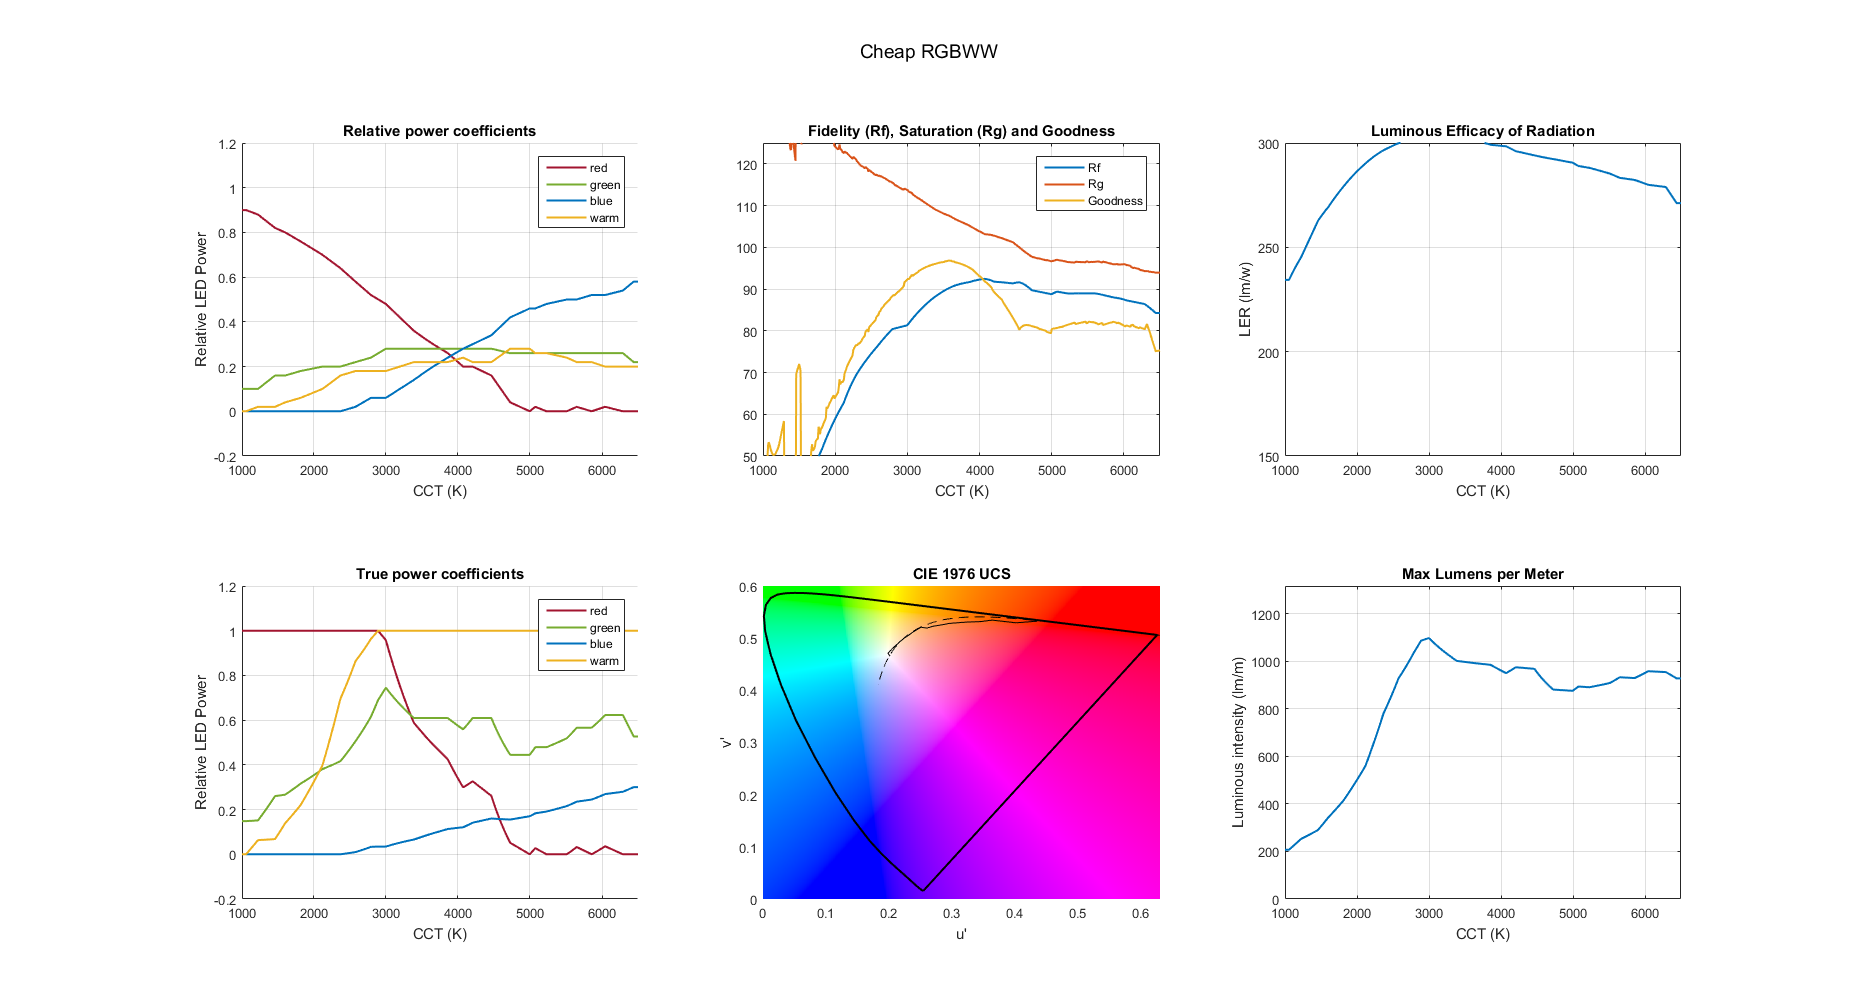 Cheap RGBWW
Relative power coefficients
1.2
1
0.8
0.6
0.4
0.2
0
-0.2
Relative LED Power
red
green
blue
warm
1000 2000 3000 4000 5000 6000
CCT (K)
Fidelity (Rf), Saturation (Rg) and Goodness
120
110
100
90
80
70
60
50
Rf
Rg
Goodness
1000 2000 3000 4000 5000 6000
CCT (K)
Luminous Efficacy of Radiation
300
250
200
150
LER (lm/w)
1000 2000 3000 4000 5000 6000
CCT (K)
True power coefficients
1.2
1
0.8
0.6
0.4
0.2
0
-0.2
Relative LED Power
red
green
blue
warm
1000 2000 3000 4000 5000 6000
CCT (K)
CIE 1976 UCS
0.6
0.5
0.4
0.3
0.2
0.1
0
v'
0 0.1 0.2 0.3 0.4 0.5 0.6
u'
Max Lumens per Meter
1200
1000
800
600
400
200
0
Luminous intensity (lm/m)
1000 2000 3000 4000 5000 6000
CCT (K)